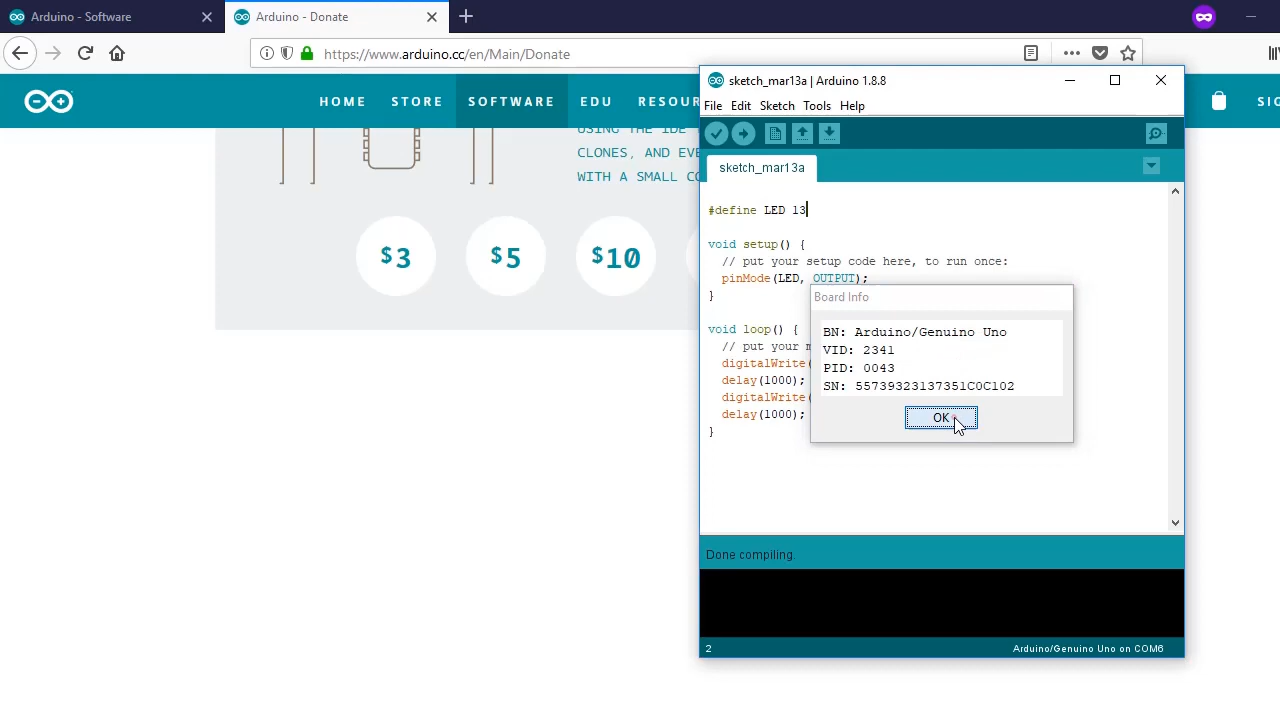 Arduino - Software
Arduino - Donate
https://www.arduino.cc/en/Main/Donate
HOME STORE SOFTWARE EDU RESOUR
USING THE IDE
CLONES, AND EVE
WITH A SMALL CO
$3 $5 $10
sketch_mar13a | Arduino 1.8.8
File Edit Sketch Tools Help
sketch_mar13a
#define LED 13
void setup() {
// put your setup code here, to run once:
pinMode(LED, OUTPUT);
}
void loop() {
// put your m
digitalWrite(
delay(1000);
digitalWrite(
delay(1000);
}
Board Info
BN: Arduino/Genuino Uno
VID: 2341
PID: 0043
SN: 55739323137351C0C102
OK
Done compiling.
2
Arduino/Genuino Uno on COM6
SIG